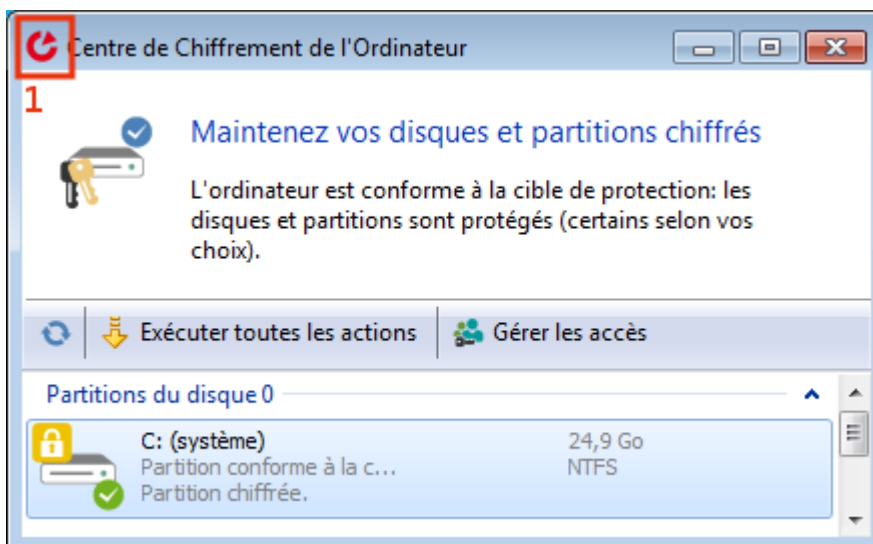 Centre de Chiffrement de l'Ordinateur
1
Maintenez vos disques et partitions chiffrés
L'ordinateur est conforme à la cible de protection: les
disques et partitions sont protégés (certains selon vos
choix).
Exécuter toutes les actions
Gérer les accès
Partitions du disque 0
C: (système)
24,9 Go
Partition conforme à la c...
NTFS
Partition chiffrée.